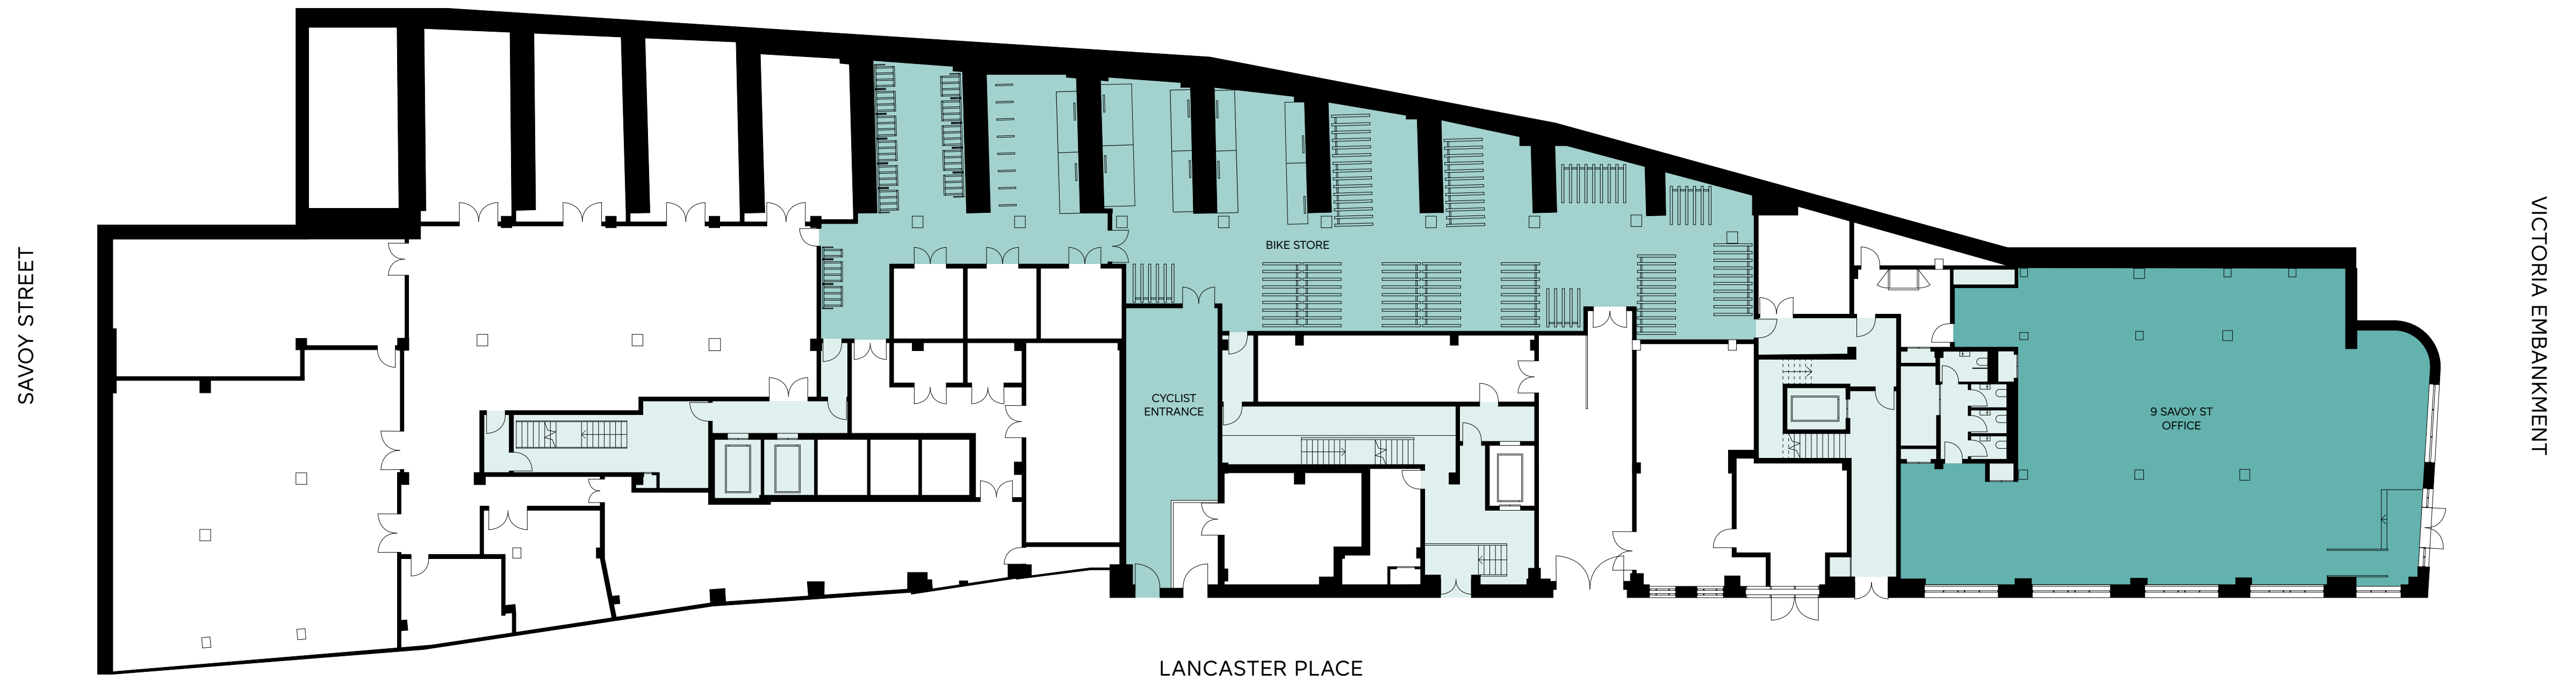 SAVOY STREET
BIKE STORE
CYCLIST
ENTRANCE
9 SAVOY ST
OFFICE
VICTORIA EMBANKMENT
LANCASTER PLACE